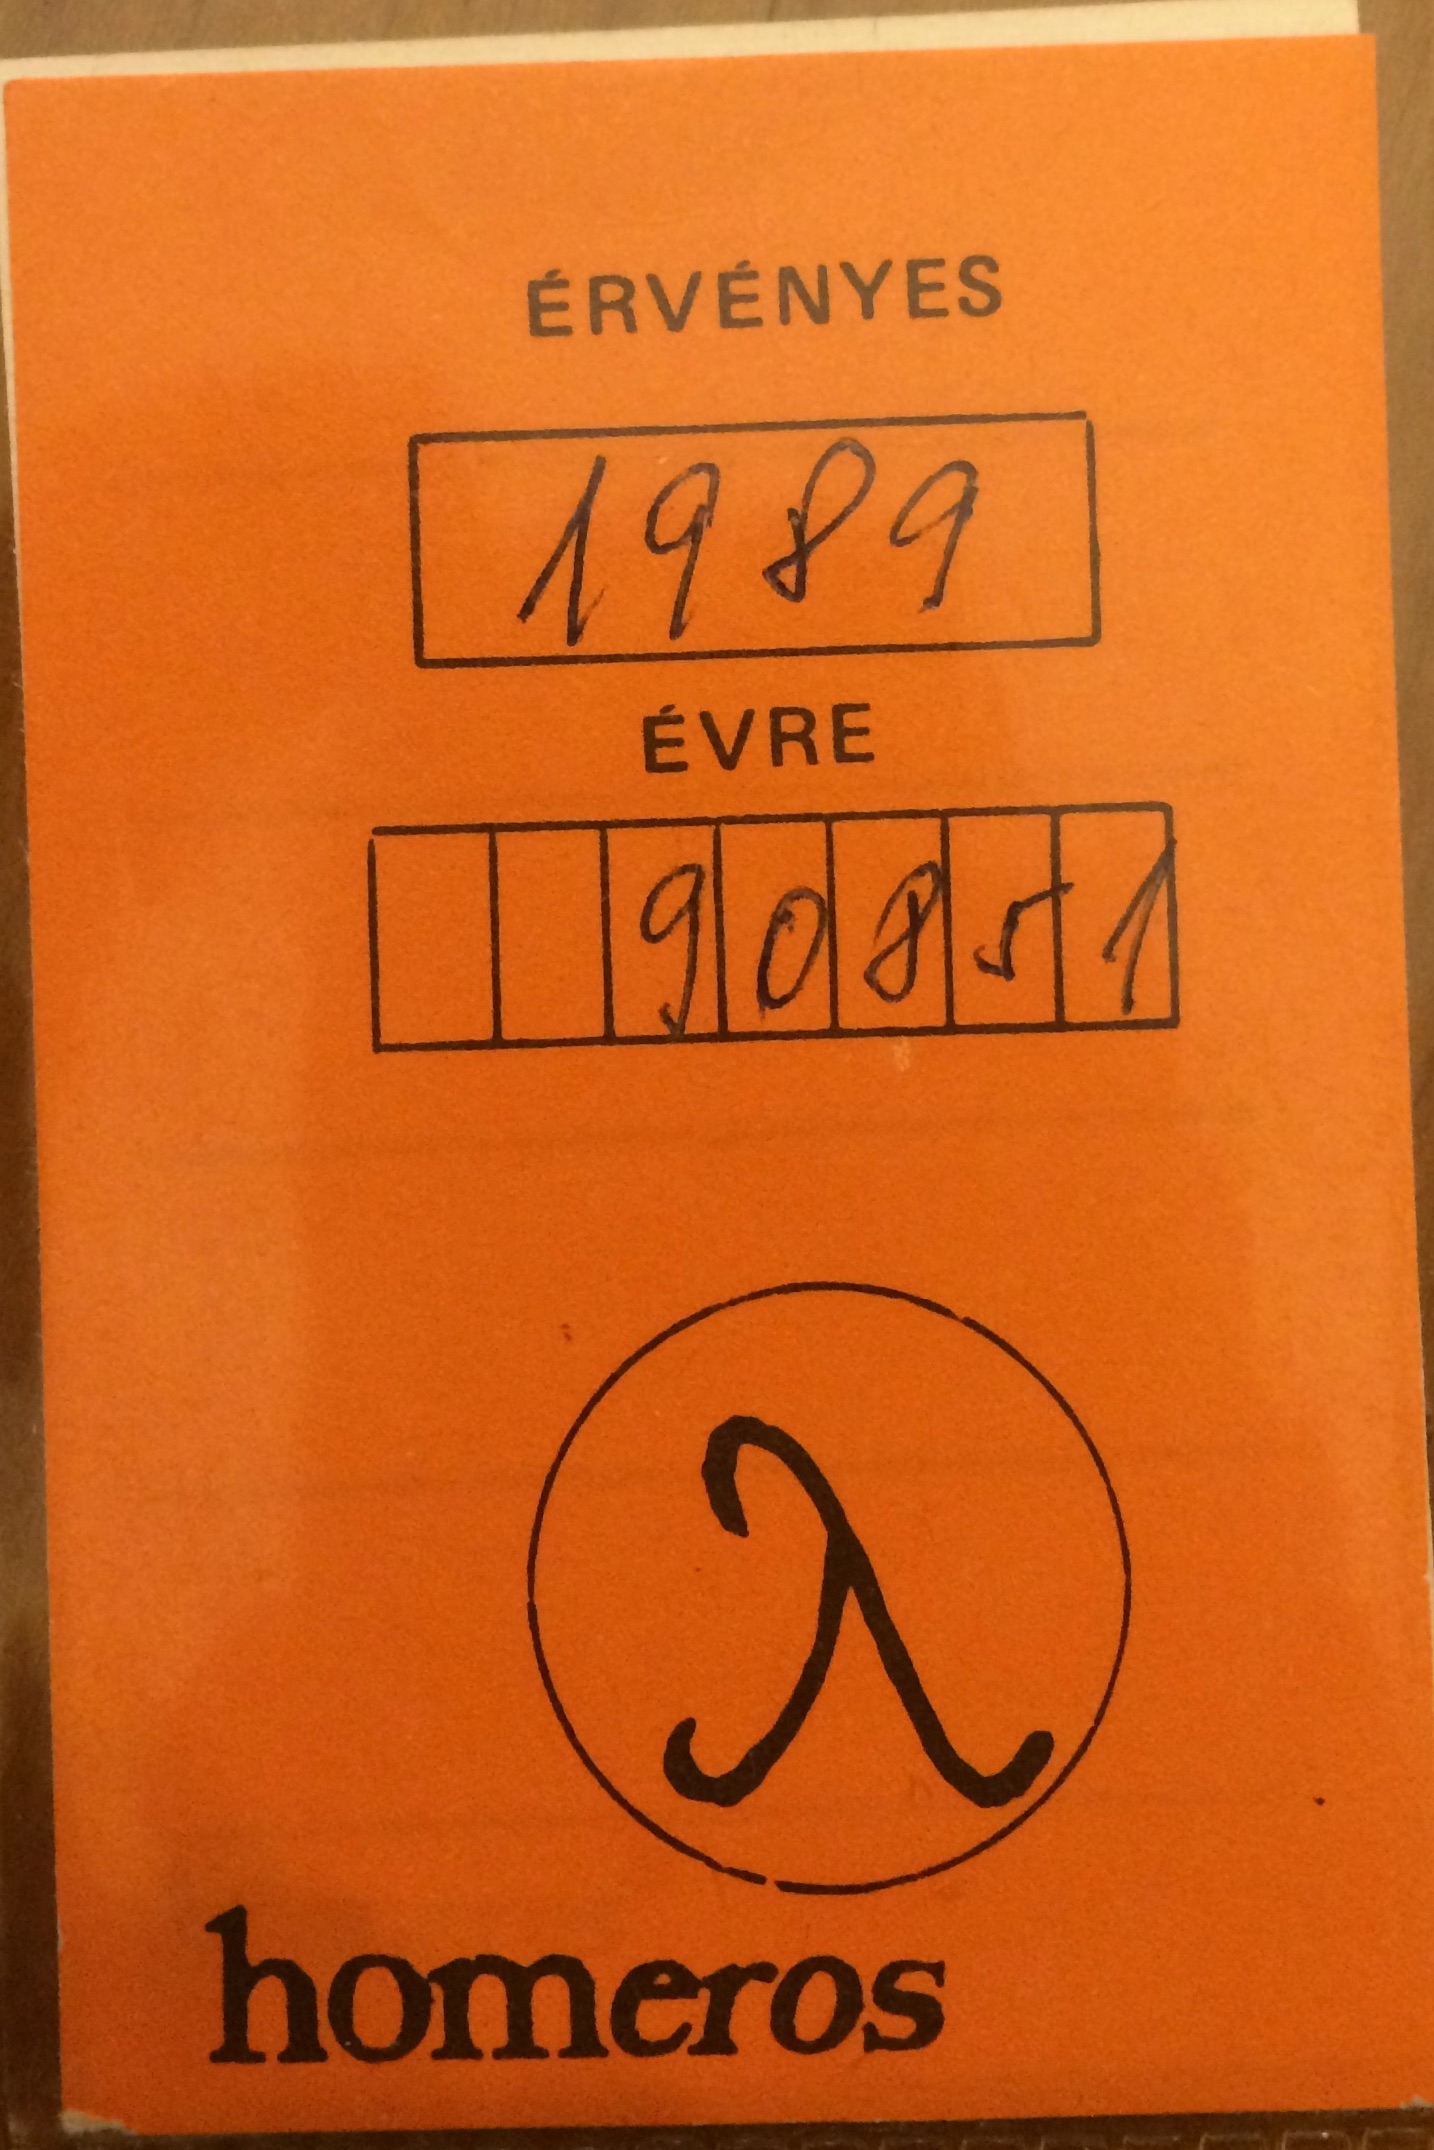 ÉRVÉNYES
1989
ÉVRE
90851
λ
homeros